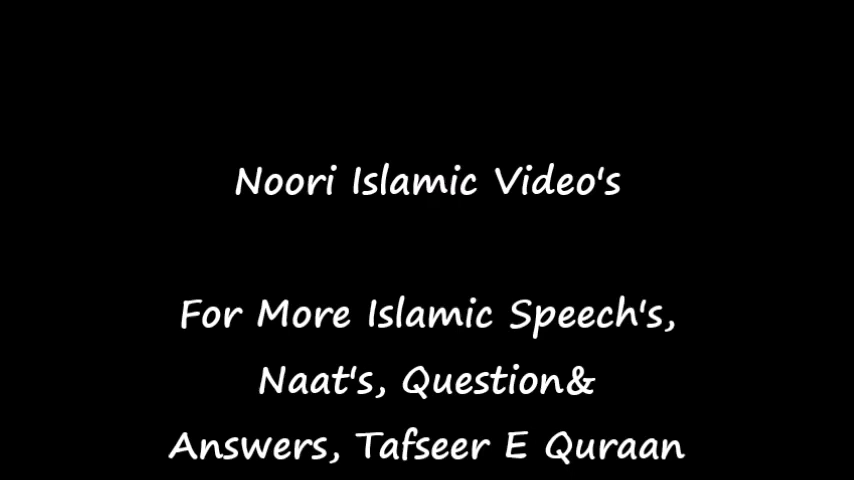 Noori Islamic Video's
For More Islamic Speech's,
Naat's, Question&
Answers, Tafseer E Quraan